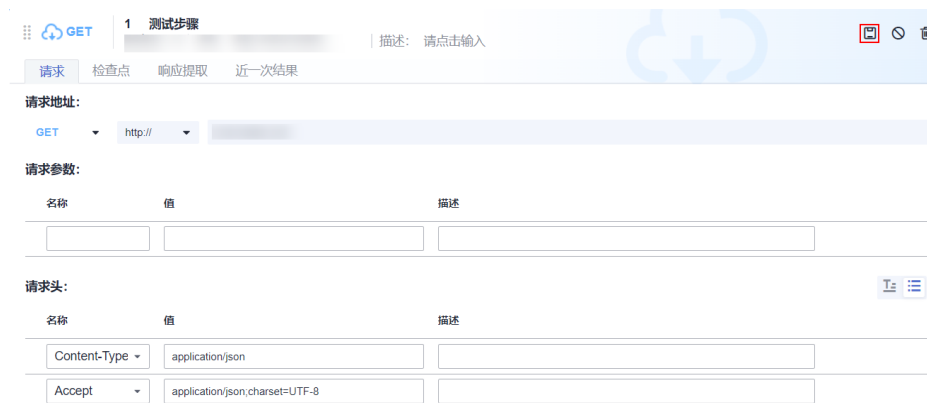 GET 1 测试步骤
描述： 请点击输入
请求 检查点 响应提取 近一次结果
请求地址：
GET http://
请求参数：
名称 值 描述
请求头：
名称 值 描述
Content-Type application/json
Accept application/json;charset=UTF-8